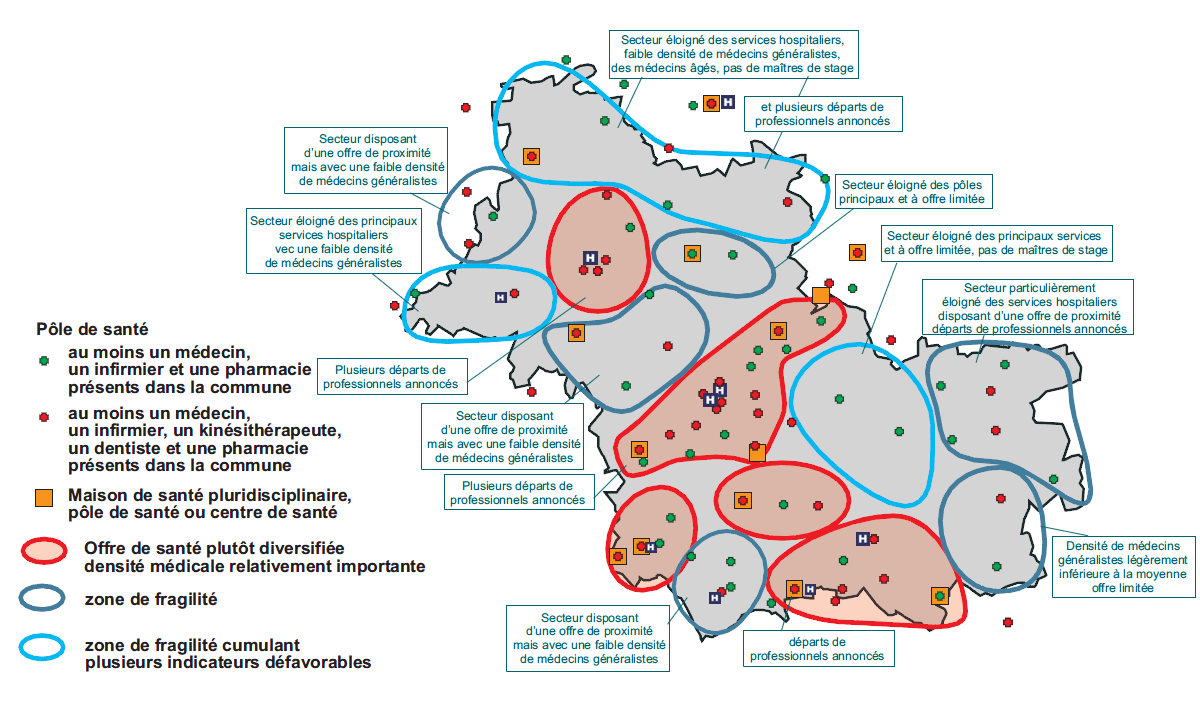 Secteur éloigné des services hospitaliers,
faible densité de médecins généralistes,
des médecins âgés, pas de maîtres de stage
et plusieurs départs de
professionnels annoncés
H
Secteur disposant
d'une offre de proximité
mais avec une faible densité
de médecins généralistes
Secteur éloigné des pôles
principaux et à offre limitée
Secteur éloigné des principaux
services hospitaliers
vec une faible densité
de médecins généralistes
Secteur éloigné des principaux services
et à offre limitée, pas de maîtres de stage
H
H
Secteur particulièrement
éloigné des services hospitaliers
disposant d'une offre de proximité
départs de professionnels annoncés
Pôle de santé
au moins un médecin,
un infirmier et une pharmacie
présents dans la commune
Plusieurs départs de
professionnels annoncés
H
H
au moins un médecin,
un infirmier, un kinésithérapeute,
un dentiste et une pharmacie
présents dans la commune
Secteur disposant
d'une offre de proximité
mais avec une faible densité
de médecins généralistes
Plusieurs départs de
professionnels annoncés
Maison de santé pluridisciplinaire,
pôle de santé ou centre de santé
H
H
Offre de santé plutôt diversifiée
densité médicale relativement importante
Densité de médecins
généralistes légèrement
inférieure à la moyenne
offre limitée
zone de fragilité
H
H
Secteur disposant
d'une offre de proximité
mais avec une faible densité
de médecins généralistes
départs de
professionnels annoncés
zone de fragilité cumulant
plusieurs indicateurs défavorables